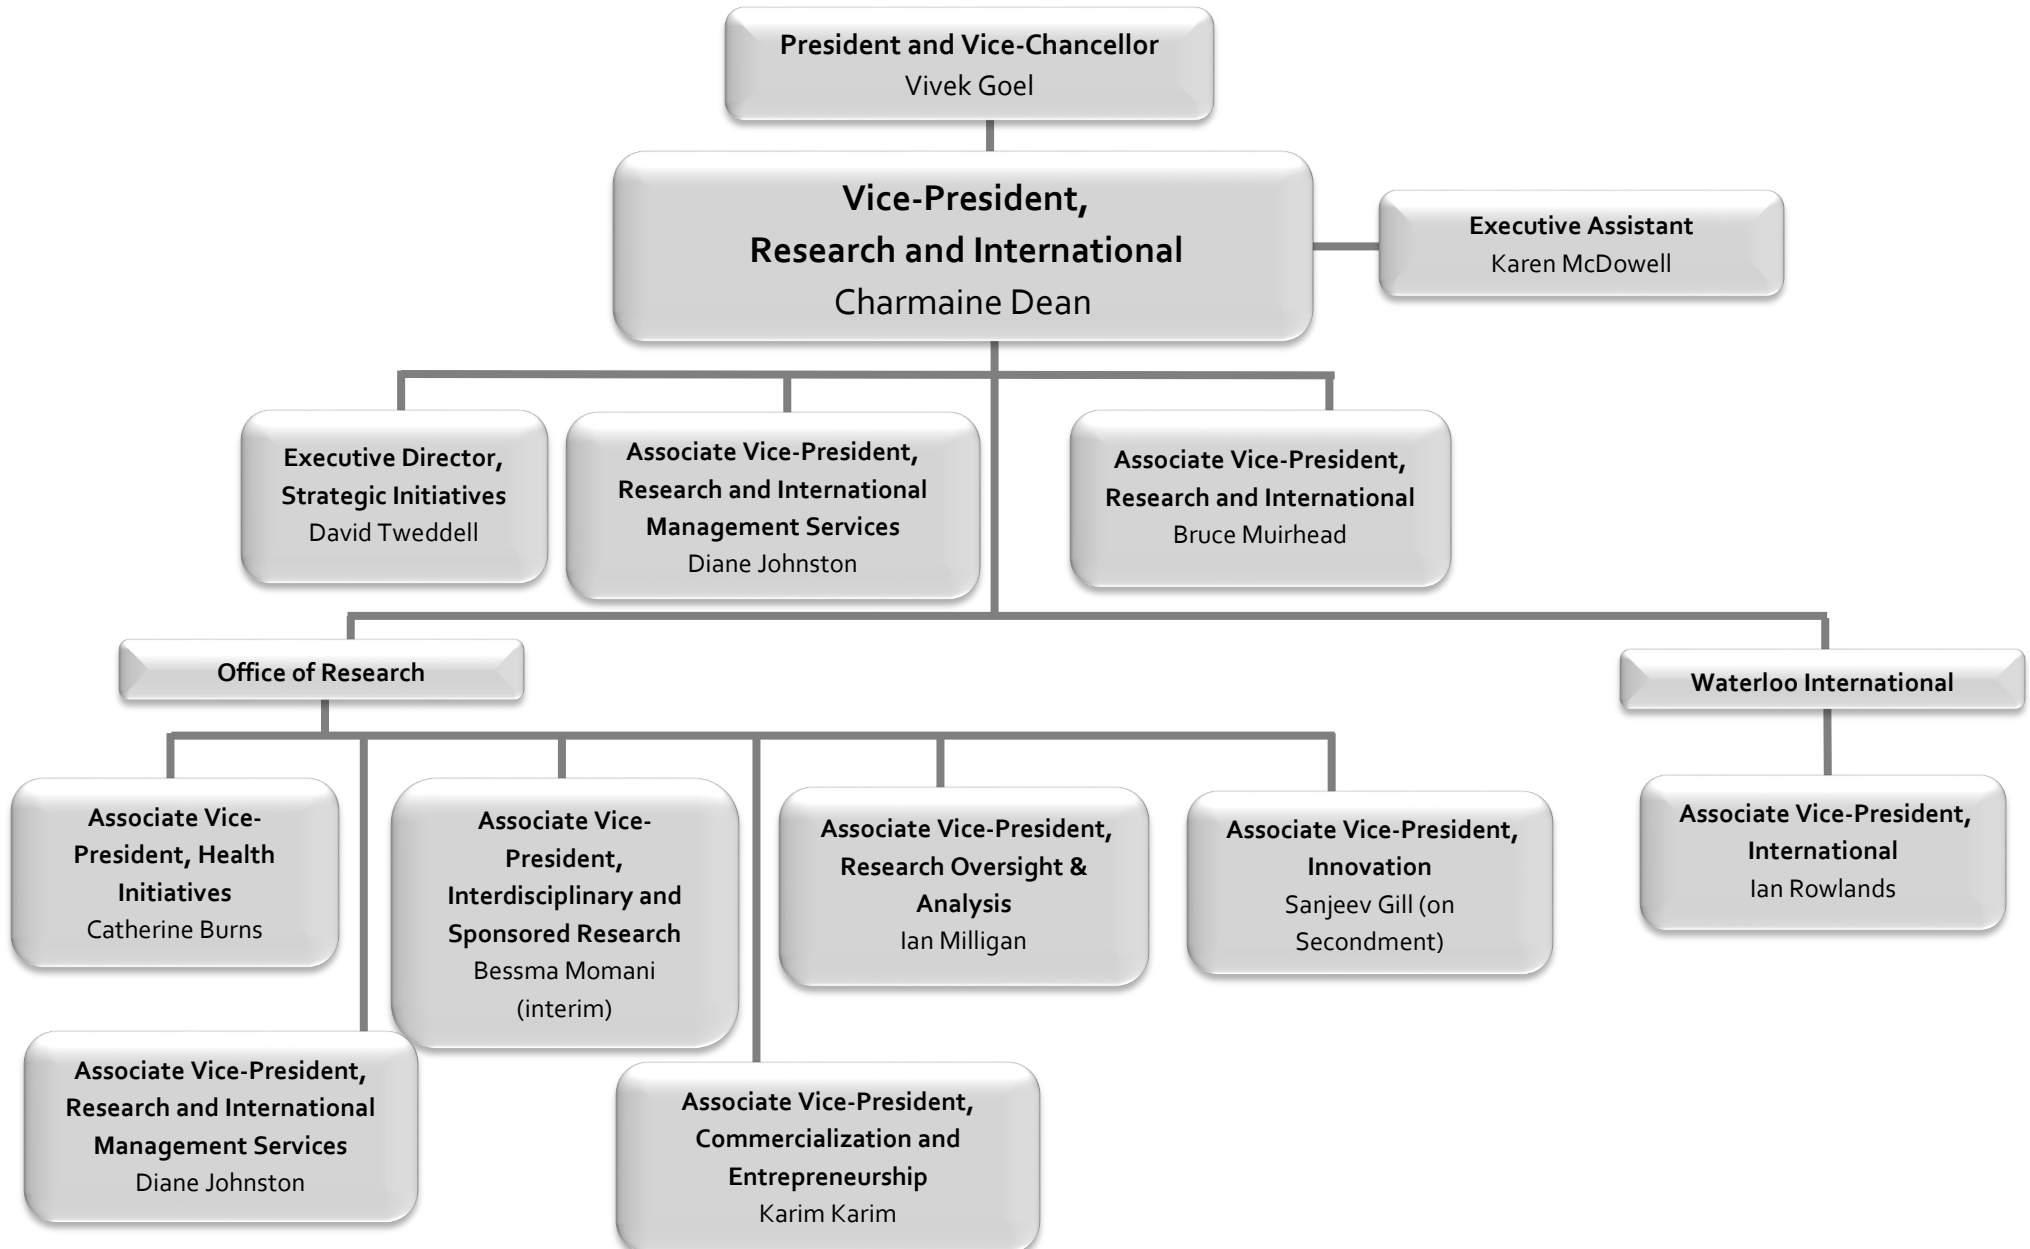 President and Vice-Chancellor
Vivek Goel
Vice-President,
Research and International
Charmaine Dean
Executive Assistant
Karen McDowell
Executive Director,
Strategic Initiatives
David Tweddell
Associate Vice-President,
Research and International
Management Services
Diane Johnston
Associate Vice-President,
Research and International
Bruce Muirhead
Office of Research
Waterloo International
Associate Vice-
President, Health
Initiatives
Catherine Burns
Associate Vice-
President,
Interdisciplinary and
Sponsored Research
Bessma Momani
(interim)
Associate Vice-President,
Research Oversight &
Analysis
Ian Milligan
Associate Vice-President,
Innovation
Sanjeev Gill (on
Secondment)
Associate Vice-President,
International
Ian Rowlands
Associate Vice-President,
Research and International
Management Services
Diane Johnston
Associate Vice-President,
Commercialization and
Entrepreneurship
Karim Karim